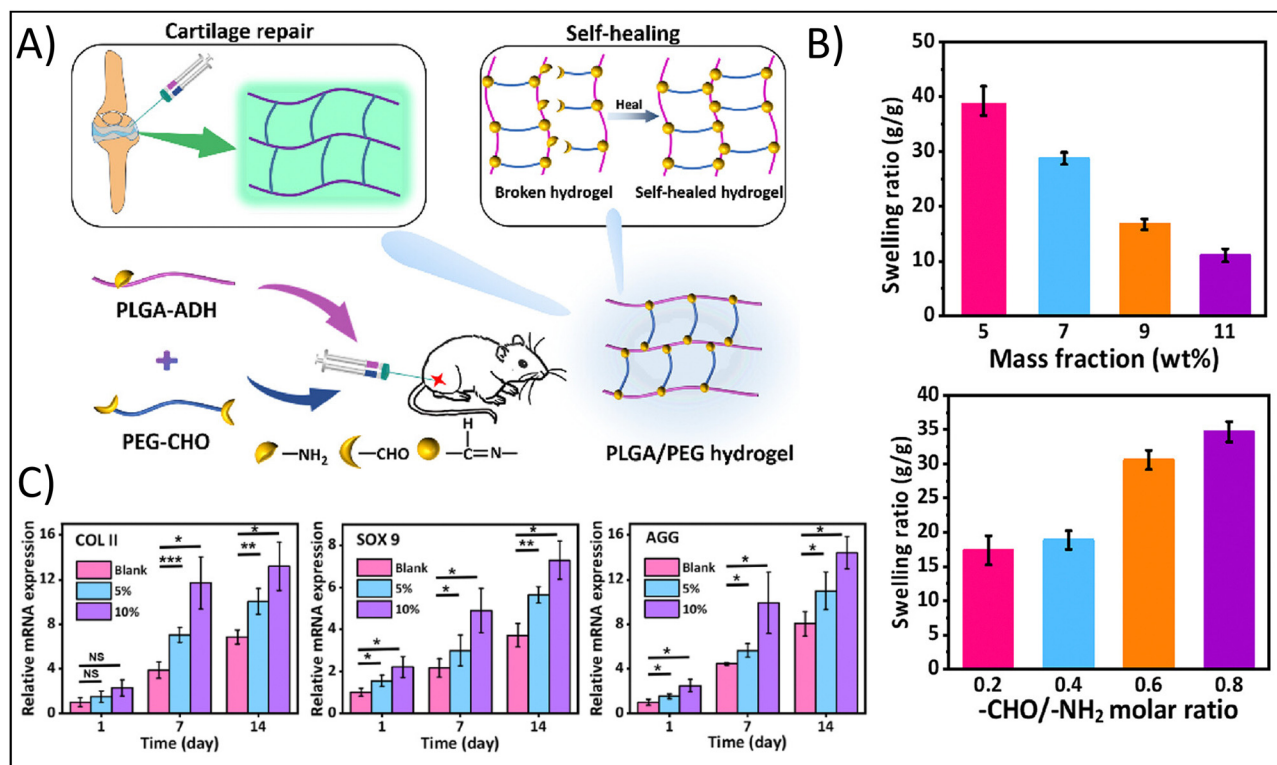 A)
Cartilage repair
Self-healing
Heal
Broken hydrogel
Self-healed hydrogel
PLGA-ADH
+
PEG-CHO
—NH₂
—CHO
H
—C=N—
PLGA/PEG hydrogel
B)
Swelling ratio (g/g)
50
40
30
20
10
0
5 7 9 11
Mass fraction (wt%)
Swelling ratio (g/g)
40
35
30
25
20
15
10
5
0
0.2 0.4 0.6 0.8
-CHO/-NH₂ molar ratio
C)
Relative mRNA expression
16
12
8
4
0
COL II
Blank
5%
10%
NS
NS
***
*
**
*
1 7 14
Time (day)
Relative mRNA expression
8
6
4
2
0
SOX 9
Blank
5%
10%
*
*
*
*
**
*
1 7 14
Time (day)
Relative mRNA expression
16
12
8
4
0
AGG
Blank
5%
10%
*
*
*
*
*
*
1 7 14
Time (day)